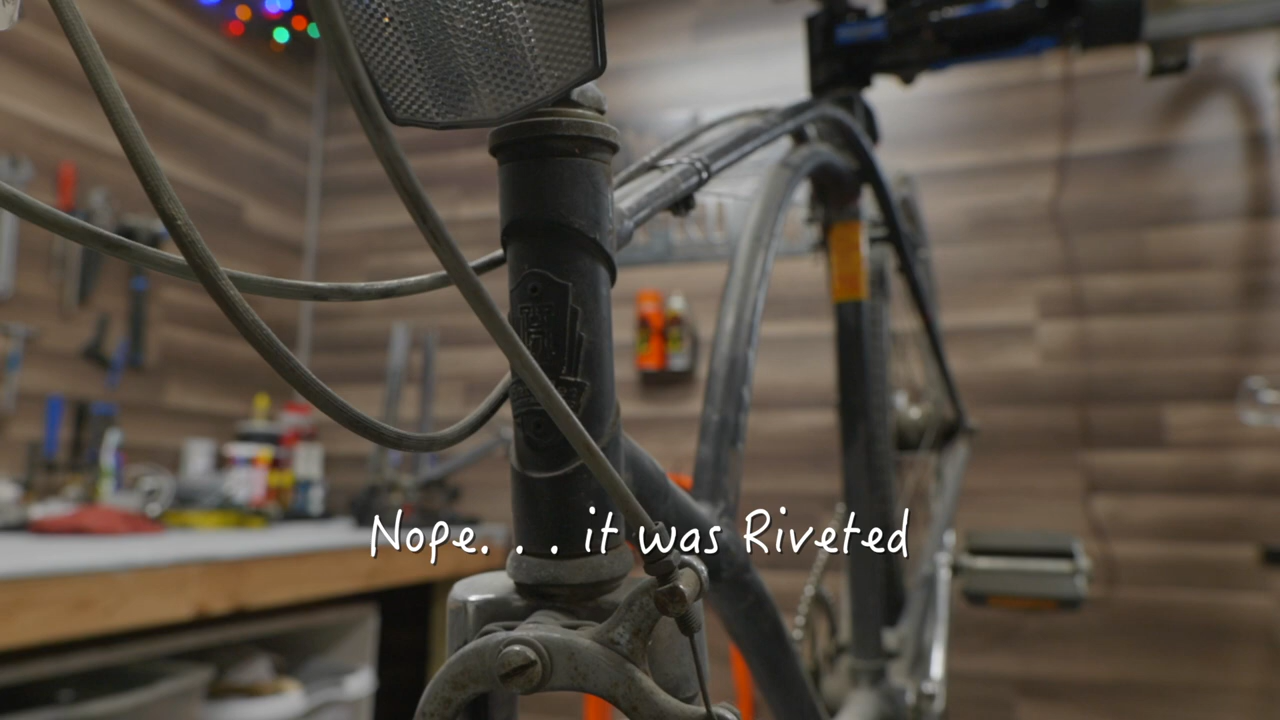 Nope. . . it was Riveted